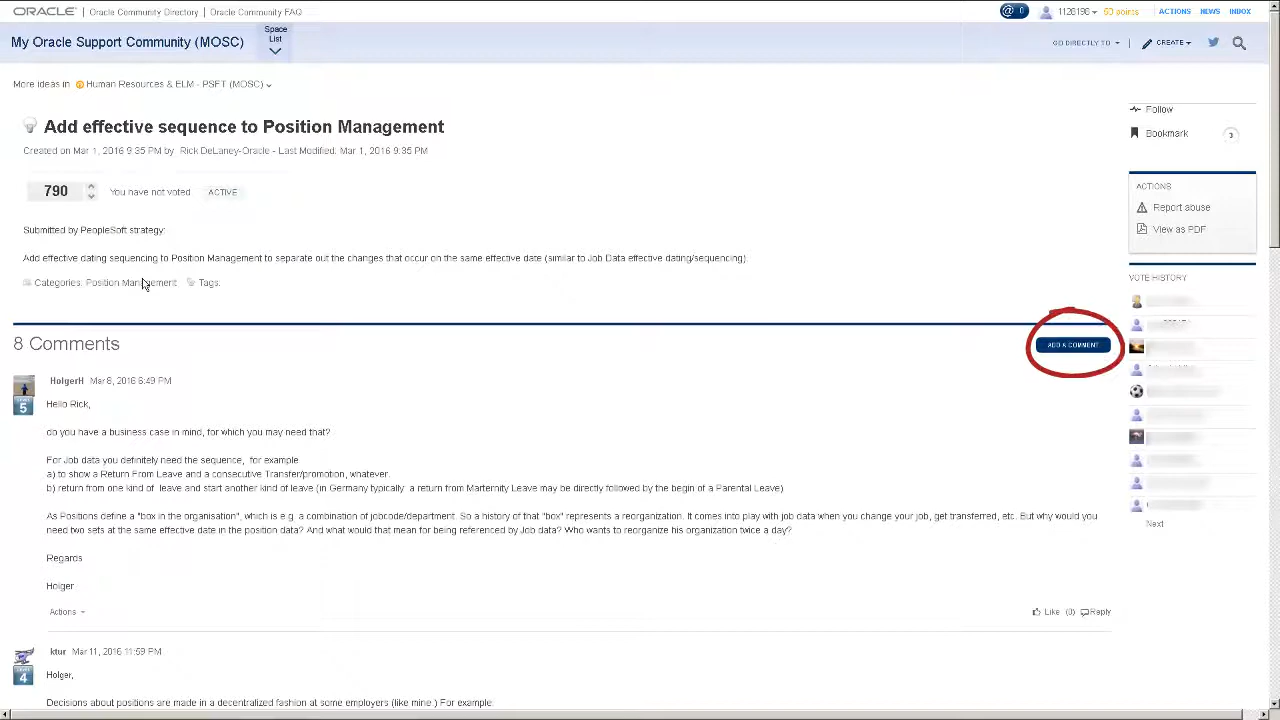 ORACLE Oracle Community Directory Oracle Community FAQ @ 0 1126198 50 points ACTIONS NEWS INBOX
My Oracle Support Community (MOSC) Space List GO DIRECTLY TO CREATE
More ideas in Human Resources & ELM - PSFT (MOSC)
Add effective sequence to Position Management
Created on Mar 1, 2016 9:35 PM by Rick DeLaney-Oracle - Last Modified: Mar 1, 2016 9:35 PM
790 You have not voted ACTIVE
Submitted by PeopleSoft strategy:
Add effective dating sequencing to Position Management to separate out the changes that occur on the same effective date (similar to Job Data effective dating/sequencing).
Categories: Position Management Tags:
8 Comments
ADD A COMMENT
HolgerH Mar 8, 2016 6:49 PM
LEVEL 5
Hello Rick,
do you have a business case in mind, for which you may need that?
For Job data you definitely need the sequence, for example
a) to show a Return From Leave and a consecutive Transfer/promotion, whatever.
b) return from one kind of leave and start another kind of leave (in Germany typically a return from Marternity Leave may be directly followed by the begin of a Parental Leave)
As Positions define a "box in the organisation", which is e.g. a combination of jobcode/department. So a history of that "box" represents a reorganization. It comes into play with job data when you change your job, get transferred, etc. But why would you
need two sets at the same effective date in the position data? And what would that mean for being referenced by Job data? Who wants to reorganize his organization twice a day?
Regards
Holger
Actions Like (0) Reply
ktur Mar 11, 2016 11:59 PM
LEVEL 4
Holger,
Decisions about positions are made in a decentralized fashion at some employers (like mine.) For example:
Follow
Bookmark 3
ACTIONS
Report abuse
View as PDF
VOTE HISTORY
Next